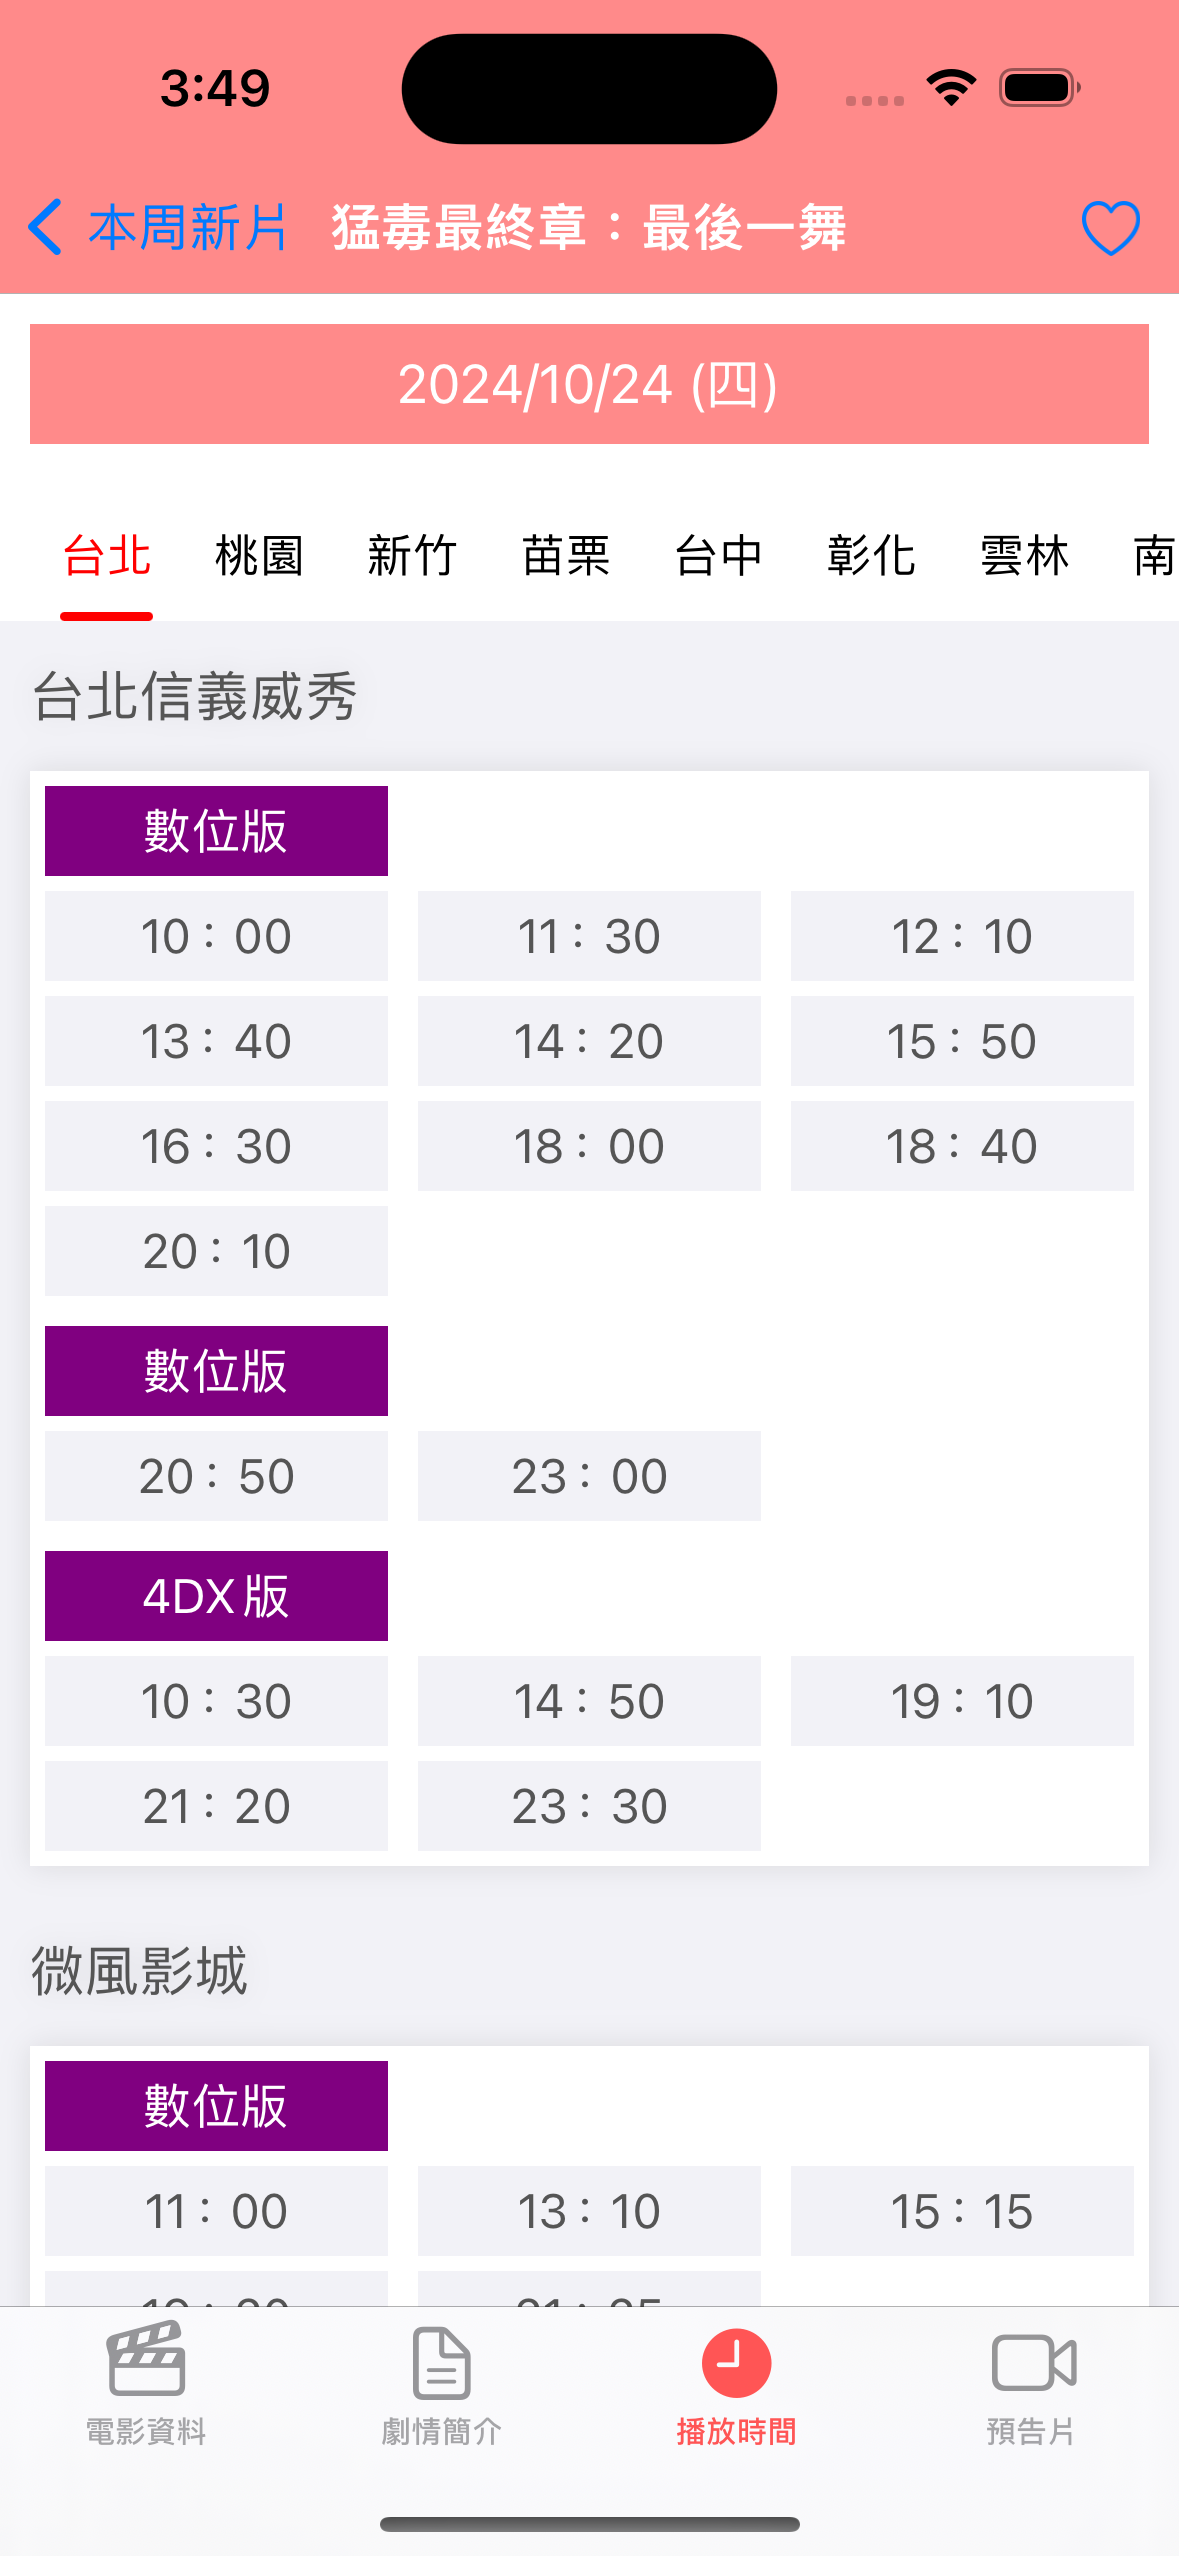 3:49
本周新片 猛毒最終章：最後一舞
2024/10/24 (四)
台北 桃園 新竹 苗栗 台中 彰化 雲林 南
台北信義威秀
數位版
10：00 11：30 12：10
13：40 14：20 15：50
16：30 18：00 18：40
20：10
數位版
20：50 23：00
4DX版
10：30 14：50 19：10
21：20 23：30
微風影城
數位版
11：00 13：10 15：15
電影資料 劇情簡介 播放時間 預告片